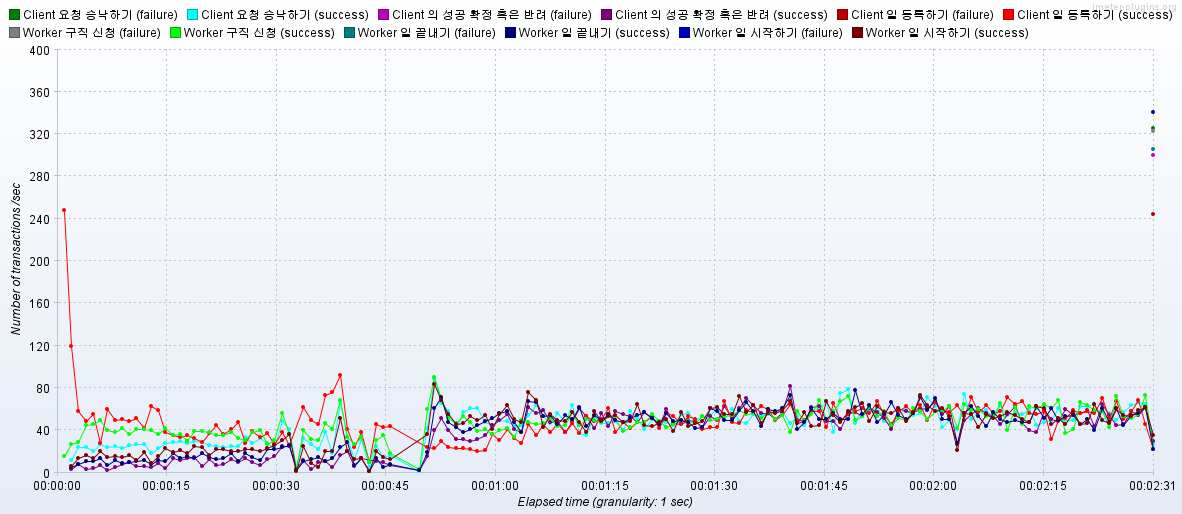 jmeter-plugins.org
Client 요청 승낙하기 (failure) Client 요청 승낙하기 (success) Client 의 성공 확정 혹은 반려 (failure) Client 의 성공 확정 혹은 반려 (success) Client 일 등록하기 (failure) Client 일 등록하기 (success)
Worker 구직 신청 (failure) Worker 구직 신청 (success) Worker 일 끝내기 (failure) Worker 일 끝내기 (success) Worker 일 시작하기 (failure) Worker 일 시작하기 (success)
Number of transactions /sec
400
360
320
280
240
200
160
120
80
40
0
00:00:00 00:00:15 00:00:30 00:00:45 00:01:00 00:01:15 00:01:30 00:01:45 00:02:00 00:02:15 00:02:31
Elapsed time (granularity: 1 sec)